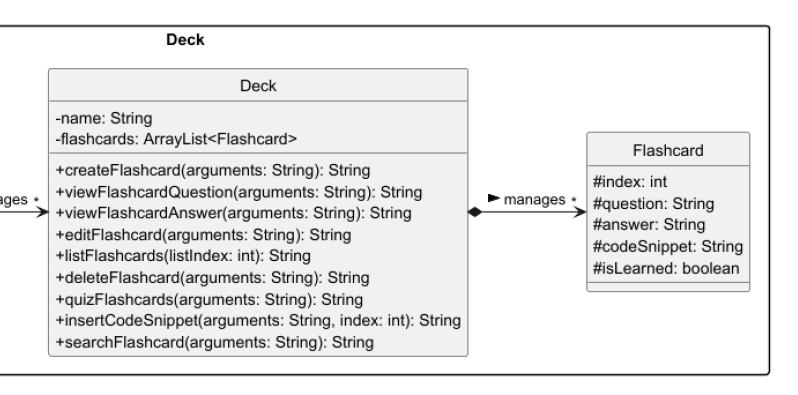 Deck
Deck
-name: String
-flashcards: ArrayList<Flashcard>
+createFlashcard(arguments: String): String
+viewFlashcardQuestion(arguments: String): String
+viewFlashcardAnswer(arguments: String): String
+editFlashcard(arguments: String): String
+listFlashcards(listIndex: int): String
+deleteFlashcard(arguments: String): String
+quizFlashcards(arguments: String): String
+insertCodeSnippet(arguments: String, index: int): String
+searchFlashcard(arguments: String): String
*
manages *
Flashcard
#index: int
#question: String
#answer: String
#codeSnippet: String
#isLearned: boolean